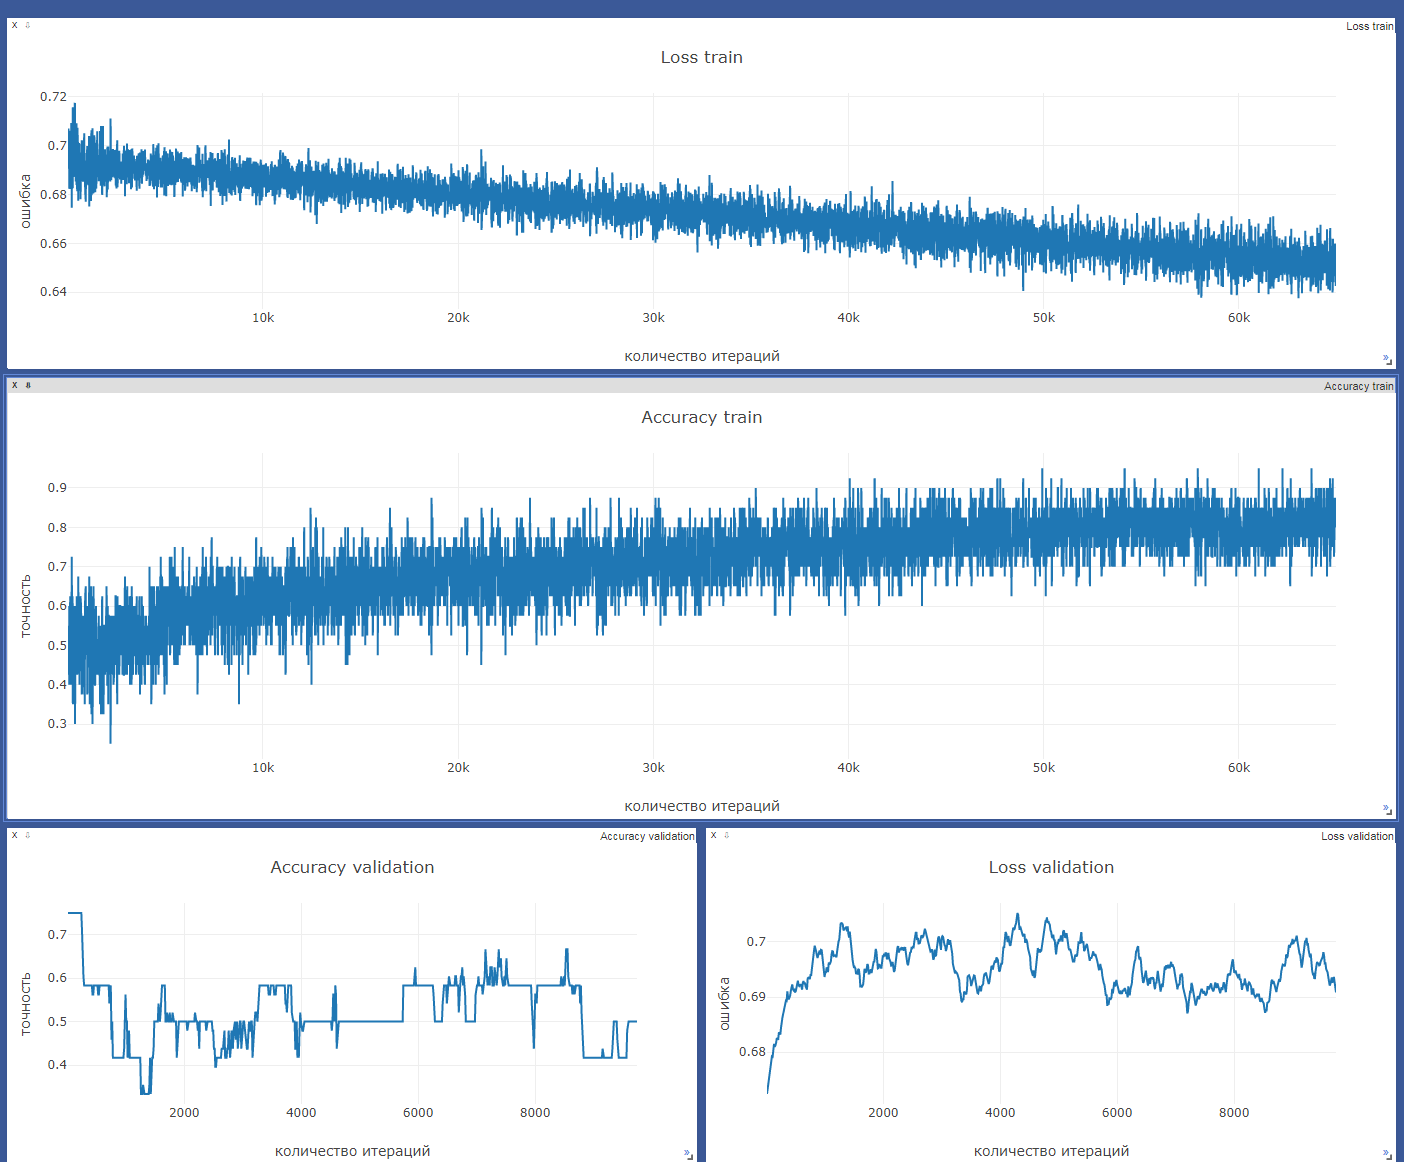 X ⇩ Loss train
Loss train
0.72
0.7
0.68
0.66
0.64
ошибка
10k 20k 30k 40k 50k 60k
количество итераций
»
X ⇩ Accuracy train
Accuracy train
0.9
0.8
0.7
0.6
0.5
0.4
0.3
точность
10k 20k 30k 40k 50k 60k
количество итераций
»
X ⇩ Accuracy validation
Accuracy validation
0.7
0.6
0.5
0.4
точность
2000 4000 6000 8000
количество итераций
»
X ⇩ Loss validation
Loss validation
0.7
0.69
0.68
ошибка
2000 4000 6000 8000
количество итераций
»